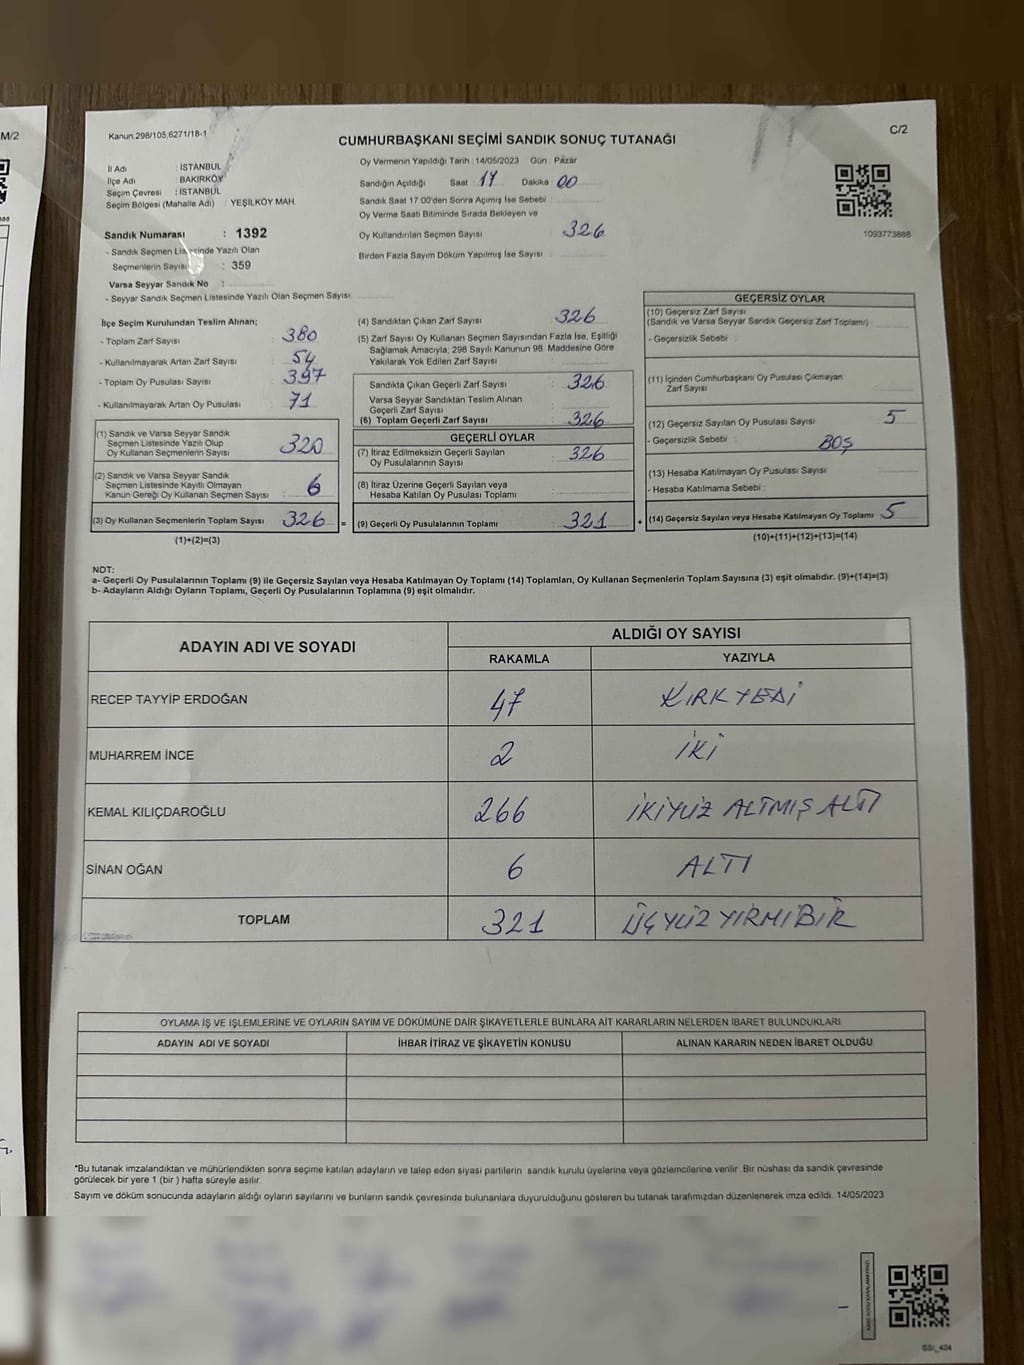 M/2
Kanun.298/105,6271/18-1
CUMHURBAŞKANI SEÇİMİ SANDIK SONUÇ TUTANAĞI
C/2
İl Adı : İSTANBUL
İlçe Adı : BAKIRKÖY
Seçim Çevresi : İSTANBUL
Seçim Bölgesi (Mahalle Adı) : YEŞİLKÖY MAH.
Sandık Numarası : 1392
- Sandık Seçmen Listesinde Yazılı Olan
Seçmenlerin Sayısı : 359
Varsa Seyyar Sandık No :
- Seyyar Sandık Seçmen Listesinde Yazılı Olan Seçmen Sayısı:
Oy Vermenin Yapıldığı Tarih :14/05/2023 Gün : Pazar
Sandığın Açıldığı Saat : 17 Dakika : 00
Sandık Saat 17.00'den Sonra Açımış İse Sebebi :
Oy Verme Saati Bitiminde Sırada Bekleyen ve
Oy Kullandırılan Seçmen Sayısı : 326
Birden Fazla Sayım Döküm Yapılmış İse Sayısı :
1093773888
İlçe Seçim Kurulundan Teslim Alınan;
- Toplam Zarf Sayısı : 380
- Kullanılmayarak Artan Zarf Sayısı : 54
- Toplam Oy Pusulası Sayısı : 397
- Kullanılmayarak Artan Oy Pusulası : 71
(1) Sandık ve Varsa Seyyar Sandık
Seçmen Listesinde Yazılı Olup
Oy Kullanan Seçmenlerin Sayısı : 320
(2) Sandık ve Varsa Seyyar Sandık
Seçmen Listesinde Kayıtlı Olmayan
Kanun Gereği Oy Kullanan Seçmen Sayısı : 6
(3) Oy Kullanan Seçmenlerin Toplam Sayısı : 326 =
(1)+(2)=(3)
(4) Sandıktan Çıkan Zarf Sayısı : 326
(5) Zarf Sayısı Oy Kullanan Seçmen Sayısından Fazla İse, Eşitliği
Sağlamak Amacıyla; 298 Sayılı Kanunun 98. Maddesine Göre
Yakılarak Yok Edilen Zarf Sayısı :
Sandıkta Çıkan Geçerli Zarf Sayısı : 326
Varsa Seyyar Sandıktan Teslim Alınan
Geçerli Zarf Sayısı :
(6) Toplam Geçerli Zarf Sayısı : 326
GEÇERLİ OYLAR
(7) İtiraz Edilmeksizin Geçerli Sayılan
Oy Pusulalarının Sayısı : 326
(8) İtiraz Üzerine Geçerli Sayılan veya
Hesaba Katılan Oy Pusulası Toplamı :
(9) Geçerli Oy Pusulalarının Toplamı : 321 +
GEÇERSİZ OYLAR
(10) Geçersiz Zarf Sayısı
(Sandık ve Varsa Seyyar Sandık Geçersiz Zarf Toplamı) :
- Geçersizlik Sebebi :
(11) İçinden Cumhurbaşkanı Oy Pusulası Çıkmayan
Zarf Sayısı :
(12) Geçersiz Sayılan Oy Pusulası Sayısı : 5
- Geçersizlik Sebebi : BOŞ
(13) Hesaba Katılmayan Oy Pusulası Sayısı :
- Hesaba Katılmama Sebebi :
(14) Geçersiz Sayılan veya Hesaba Katılmayan Oy Toplamı : 5
(10)+(11)+(12)+(13)=(14)
NOT:
a- Geçerli Oy Pusulalarının Toplamı (9) ile Geçersiz Sayılan veya Hesaba Katılmayan Oy Toplamı (14) Toplamları, Oy Kullanan Seçmenlerin Toplam Sayısına (3) eşit olmalıdır. (9)+(14)=(3)
b- Adayların Aldığı Oyların Toplamı, Geçerli Oy Pusulalarının Toplamına (9) eşit olmalıdır.
ADAYIN ADI VE SOYADI
ALDIĞI OY SAYISI
RAKAMLA YAZIYLA
RECEP TAYYİP ERDOĞAN 47 KIRKYEDİ
MUHARREM İNCE 2 İKİ
KEMAL KILIÇDAROĞLU 266 İKİYÜZ ALTMIŞ ALTI
SİNAN OĞAN 6 ALTI
TOPLAM 321 ÜÇYÜZ YİRMİBİR
OYLAMA İŞ VE İŞLEMLERİNE VE OYLARIN SAYIM VE DÖKÜMÜNE DAİR ŞİKAYETLERLE BUNLARA AİT KARARLARIN NELERDEN İBARET BULUNDUKLARI
ADAYIN ADI VE SOYADI İHBAR İTİRAZ VE ŞİKAYETİN KONUSU ALINAN KARARIN NEDEN İBARET OLDUĞU
*Bu tutanak imzalandıktan ve mühürlendikten sonra seçime katılan adayların ve talep eden siyasi partilerin sandık kurulu üyelerine veya gözlemcilerine verilir. Bir nüshası da sandık çevresinde
görülecek bir yere 1 (bir ) hafta süreyle asılır.
Sayım ve döküm sonucunda adayların aldığı oyların sayılarını ve bunların sandık çevresinde bulunanlara duyurulduğunu gösteren bu tutanak tarafımızdan düzenlenerek imza edildi. 14/05/2023